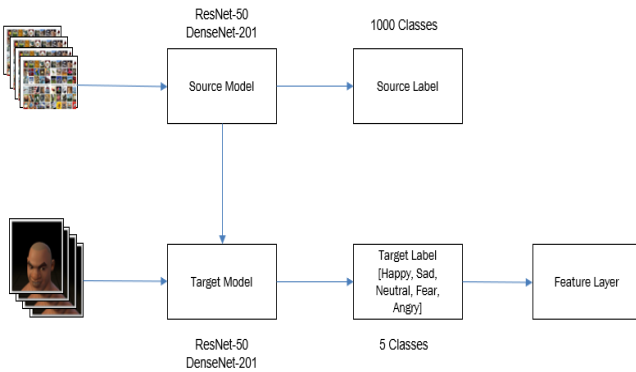 ResNet-50
DenseNet-201
1000 Classes
Source Model
Source Label
Target Model
Target Label
[Happy, Sad,
Neutral, Fear,
Angry]
Feature Layer
ResNet-50
DenseNet-201
5 Classes